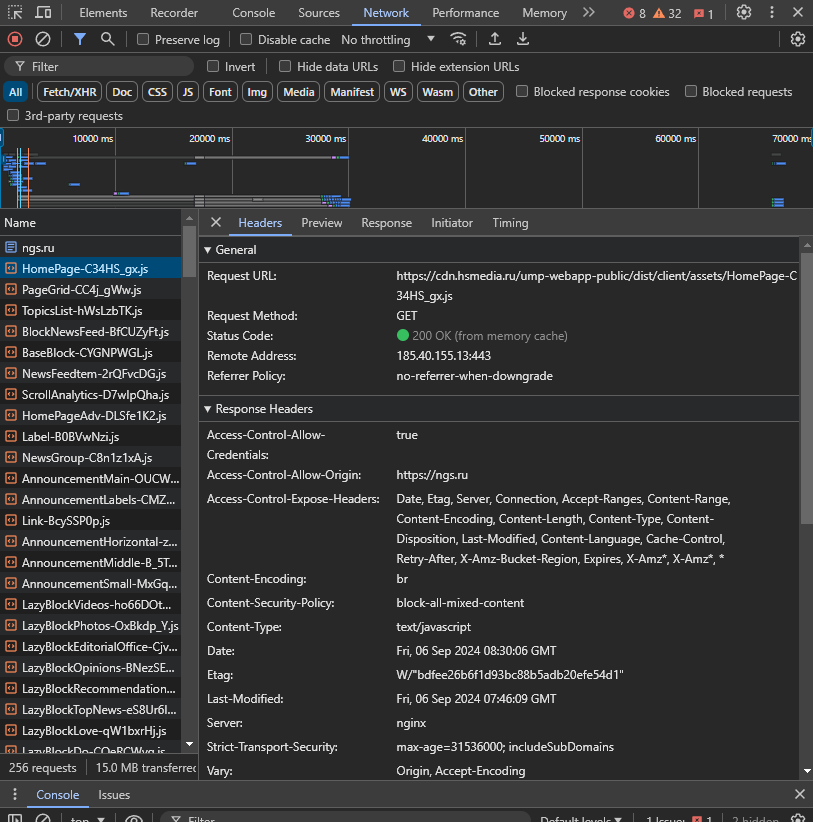 Elements Recorder Console Sources Network Performance Memory 8 32 1
Preserve log Disable cache No throttling
Filter Invert Hide data URLs Hide extension URLs
All Fetch/XHR Doc CSS JS Font Img Media Manifest WS Wasm Other Blocked response cookies Blocked requests
3rd-party requests
10000 ms 20000 ms 30000 ms 40000 ms 50000 ms 60000 ms 70000 ms
Name
ngs.ru
HomePage-C34HS_gx.js
PageGrid-CC4j_gWw.js
TopicsList-hWsLzbTK.js
BlockNewsFeed-BfCUZyFt.js
BaseBlock-CYGNPWGL.js
NewsFeedtem-2rQFvcDG.js
ScrollAnalytics-D7wIpQha.js
HomePageAdv-DLSfe1K2.js
Label-B0BVwNzi.js
NewsGroup-C8n1z1xA.js
AnnouncementMain-OUCW...
AnnouncementLabels-CMZ...
Link-BcySSP0p.js
AnnouncementHorizontal-z...
AnnouncementMiddle-B_5T...
AnnouncementSmall-MxGq...
LazyBlockVideos-ho66DOt...
LazyBlockPhotos-OxBkdp_Y.js
LazyBlockEditorialOffice-Cjv...
LazyBlockOpinions-BNezSE...
LazyBlockRecommendation...
LazyBlockTopNews-eS8Ur6I...
LazyBlockLove-qW1bxrHj.js
256 requests 15.0 MB transferred
Headers Preview Response Initiator Timing
General
Request URL: https://cdn.hsmedia.ru/ump-webapp-public/dist/client/assets/HomePage-C
34HS_gx.js
Request Method: GET
Status Code: 200 OK (from memory cache)
Remote Address: 185.40.155.13:443
Referrer Policy: no-referrer-when-downgrade
Response Headers
Access-Control-Allow- true
Credentials:
Access-Control-Allow-Origin: https://ngs.ru
Access-Control-Expose-Headers: Date, Etag, Server, Connection, Accept-Ranges, Content-Range,
Content-Encoding, Content-Length, Content-Type, Content-
Disposition, Last-Modified, Content-Language, Cache-Control,
Retry-After, X-Amz-Bucket-Region, Expires, X-Amz*, X-Amz*, *
Content-Encoding: br
Content-Security-Policy: block-all-mixed-content
Content-Type: text/javascript
Date: Fri, 06 Sep 2024 08:30:06 GMT
Etag: W/"bdfee26b6f1d93bc88b5adb20efe54d1"
Last-Modified: Fri, 06 Sep 2024 07:46:09 GMT
Server: nginx
Strict-Transport-Security: max-age=31536000; includeSubDomains
Vary: Origin, Accept-Encoding
Console Issues
top Filter Default levels 1 Issue: 1 2 hidden